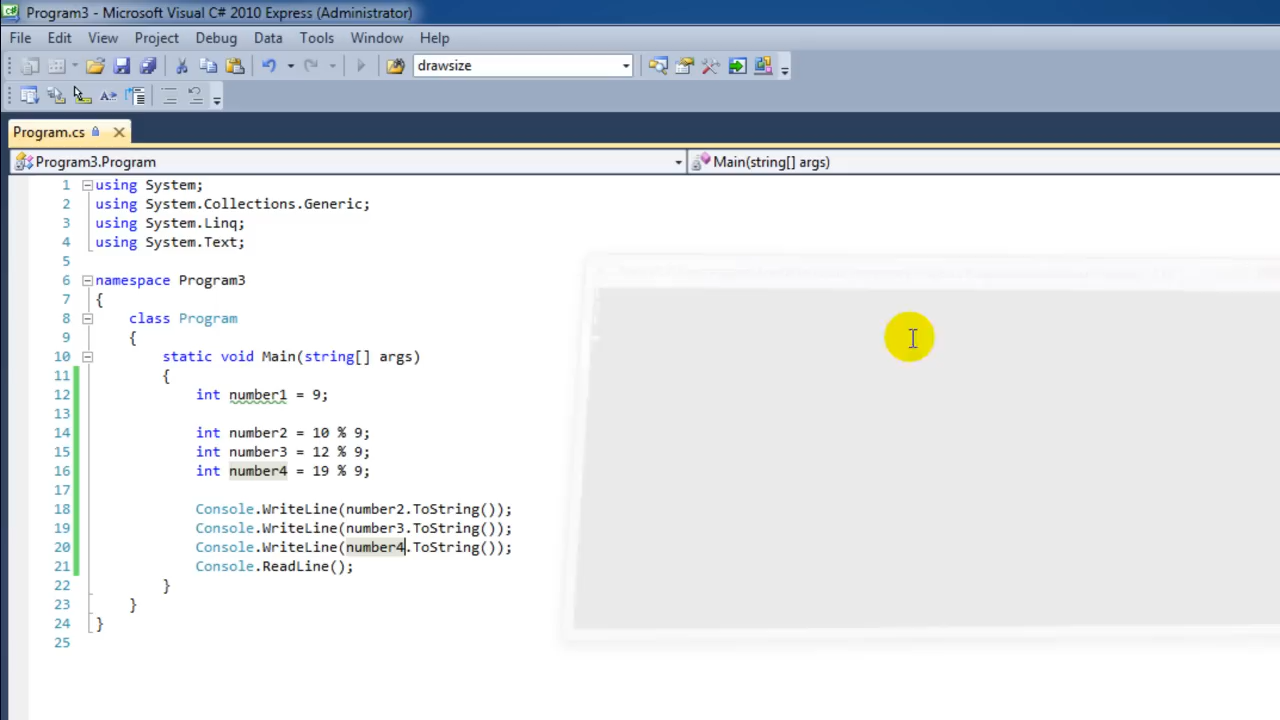 Program3 - Microsoft Visual C# 2010 Express (Administrator)
File Edit View Project Debug Data Tools Window Help
drawsize
Program.cs
Program3.Program Main(string[] args)
1 using System;
2 using System.Collections.Generic;
3 using System.Linq;
4 using System.Text;
5
6 namespace Program3
7 {
8 class Program
9 {
10 static void Main(string[] args)
11 {
12 int number1 = 9;
13
14 int number2 = 10 % 9;
15 int number3 = 12 % 9;
16 int number4 = 19 % 9;
17
18 Console.WriteLine(number2.ToString());
19 Console.WriteLine(number3.ToString());
20 Console.WriteLine(number4.ToString());
21 Console.ReadLine();
22 }
23 }
24 }
25